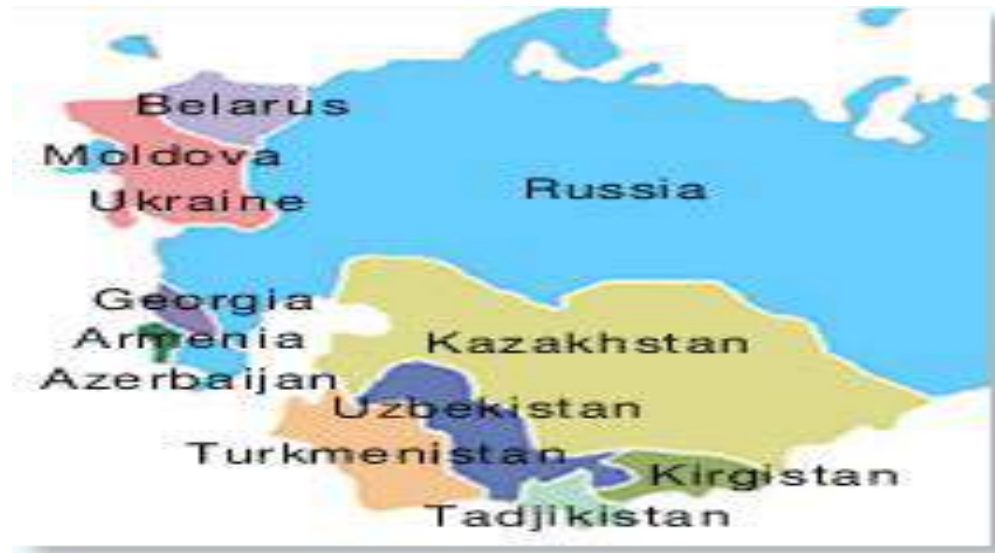 Belarus
Moldova
Russia
Ukraine
Georgia
Armenia
Kazakhstan
Azerbaijan
Uzbekistan
Turkmenistan
Kirgistan
Tadjikistan